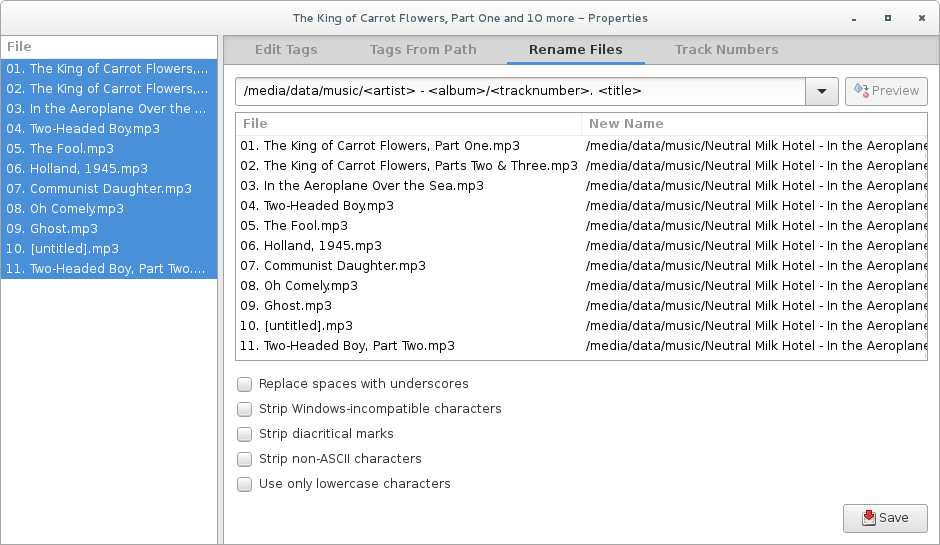 The King of Carrot Flowers, Part One and 10 more – Properties
File
01. The King of Carrot Flowers,...
02. The King of Carrot Flowers,...
03. In the Aeroplane Over the ...
04. Two-Headed Boy.mp3
05. The Fool.mp3
06. Holland, 1945.mp3
07. Communist Daughter.mp3
08. Oh Comely.mp3
09. Ghost.mp3
10. [untitled].mp3
11. Two-Headed Boy, Part Two....
Edit Tags Tags From Path Rename Files Track Numbers
/media/data/music/<artist> - <album>/<tracknumber>. <title> Preview
File New Name
01. The King of Carrot Flowers, Part One.mp3 /media/data/music/Neutral Milk Hotel - In the Aeroplane
02. The King of Carrot Flowers, Parts Two & Three.mp3 /media/data/music/Neutral Milk Hotel - In the Aeroplane
03. In the Aeroplane Over the Sea.mp3 /media/data/music/Neutral Milk Hotel - In the Aeroplane
04. Two-Headed Boy.mp3 /media/data/music/Neutral Milk Hotel - In the Aeroplane
05. The Fool.mp3 /media/data/music/Neutral Milk Hotel - In the Aeroplane
06. Holland, 1945.mp3 /media/data/music/Neutral Milk Hotel - In the Aeroplane
07. Communist Daughter.mp3 /media/data/music/Neutral Milk Hotel - In the Aeroplane
08. Oh Comely.mp3 /media/data/music/Neutral Milk Hotel - In the Aeroplane
09. Ghost.mp3 /media/data/music/Neutral Milk Hotel - In the Aeroplane
10. [untitled].mp3 /media/data/music/Neutral Milk Hotel - In the Aeroplane
11. Two-Headed Boy, Part Two.mp3 /media/data/music/Neutral Milk Hotel - In the Aeroplane
Replace spaces with underscores
Strip Windows-incompatible characters
Strip diacritical marks
Strip non-ASCII characters
Use only lowercase characters
Save